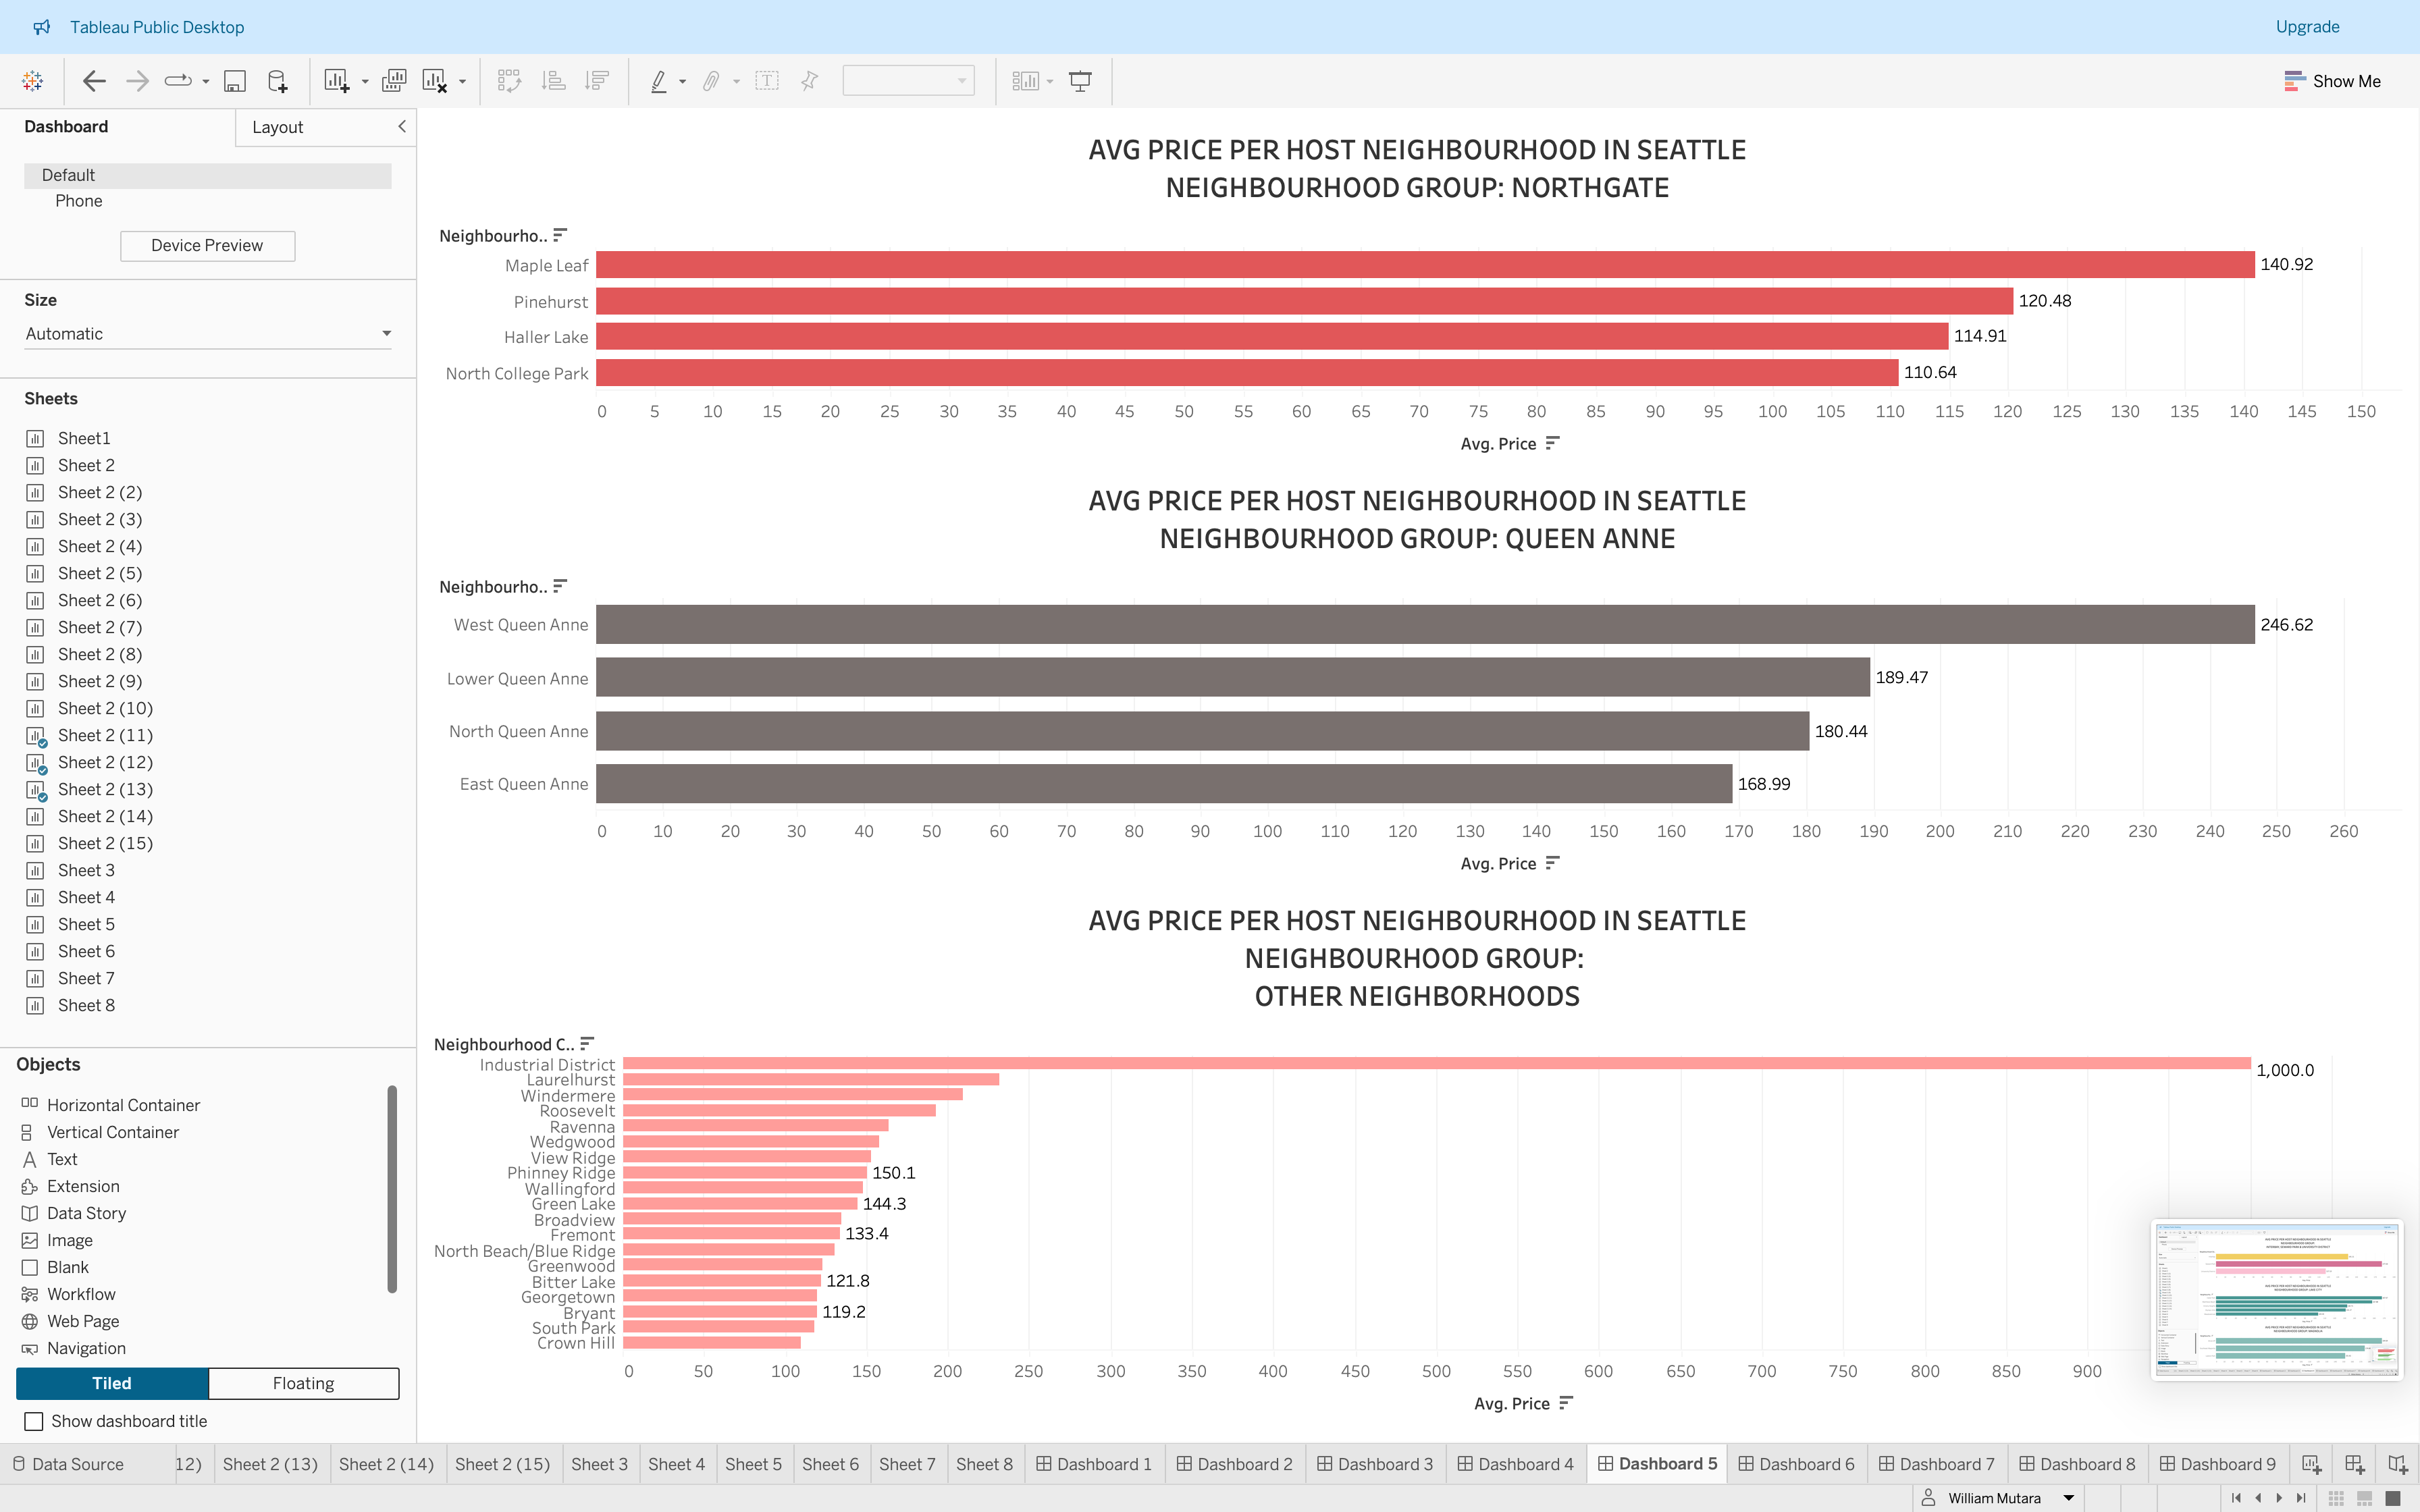 Tableau Public Desktop
Upgrade
Show Me
Dashboard
Layout
Default
Phone
Device Preview
Size
Automatic
Sheets
Sheet1
Sheet 2
Sheet 2 (2)
Sheet 2 (3)
Sheet 2 (4)
Sheet 2 (5)
Sheet 2 (6)
Sheet 2 (7)
Sheet 2 (8)
Sheet 2 (9)
Sheet 2 (10)
Sheet 2 (11)
Sheet 2 (12)
Sheet 2 (13)
Sheet 2 (14)
Sheet 2 (15)
Sheet 3
Sheet 4
Sheet 5
Sheet 6
Sheet 7
Sheet 8
Objects
Horizontal Container
Vertical Container
Text
Extension
Data Story
Image
Blank
Workflow
Web Page
Navigation
Tiled
Floating
Show dashboard title
AVG PRICE PER HOST NEIGHBOURHOOD IN SEATTLE
NEIGHBOURHOOD GROUP: NORTHGATE
Neighbourho..
Maple Leaf 140.92
Pinehurst 120.48
Haller Lake 114.91
North College Park 110.64
0 5 10 15 20 25 30 35 40 45 50 55 60 65 70 75 80 85 90 95 100 105 110 115 120 125 130 135 140 145 150
Avg. Price
AVG PRICE PER HOST NEIGHBOURHOOD IN SEATTLE
NEIGHBOURHOOD GROUP: QUEEN ANNE
Neighbourho..
West Queen Anne 246.62
Lower Queen Anne 189.47
North Queen Anne 180.44
East Queen Anne 168.99
0 10 20 30 40 50 60 70 80 90 100 110 120 130 140 150 160 170 180 190 200 210 220 230 240 250 260
Avg. Price
AVG PRICE PER HOST NEIGHBOURHOOD IN SEATTLE
NEIGHBOURHOOD GROUP:
OTHER NEIGHBORHOODS
Neighbourhood C..
Industrial District 1,000.0
Laurelhurst
Windermere
Roosevelt
Ravenna
Wedgwood
View Ridge
Phinney Ridge 150.1
Wallingford
Green Lake 144.3
Broadview
Fremont 133.4
North Beach/Blue Ridge
Greenwood
Bitter Lake 121.8
Georgetown
Bryant 119.2
South Park
Crown Hill
0 50 100 150 200 250 300 350 400 450 500 550 600 650 700 750 800 850 900
Avg. Price
Data Source 12) Sheet 2 (13) Sheet 2 (14) Sheet 2 (15) Sheet 3 Sheet 4 Sheet 5 Sheet 6 Sheet 7 Sheet 8 Dashboard 1 Dashboard 2 Dashboard 3 Dashboard 4 Dashboard 5 Dashboard 6 Dashboard 7 Dashboard 8 Dashboard 9
William Mutara